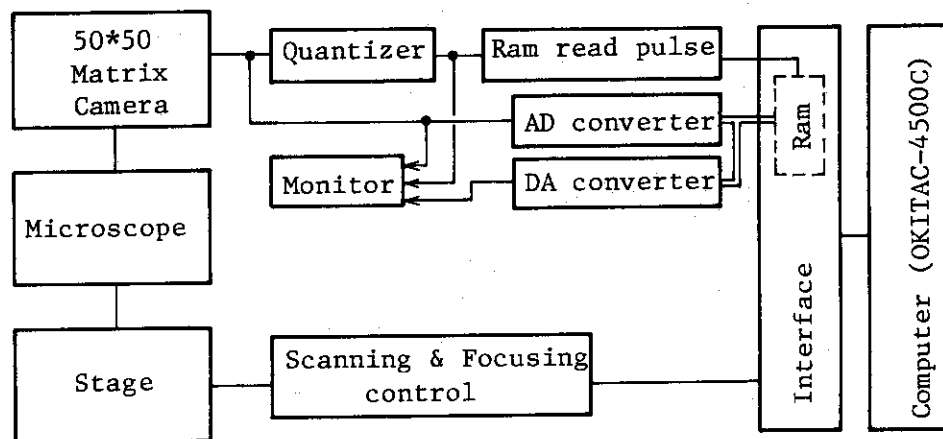 50*50
Matrix
Camera
Quantizer
Ram read pulse
AD converter
Ram
Monitor
DA converter
Microscope
Stage
Scanning & Focusing
control
Interface
Computer (OKITAC-4500C)